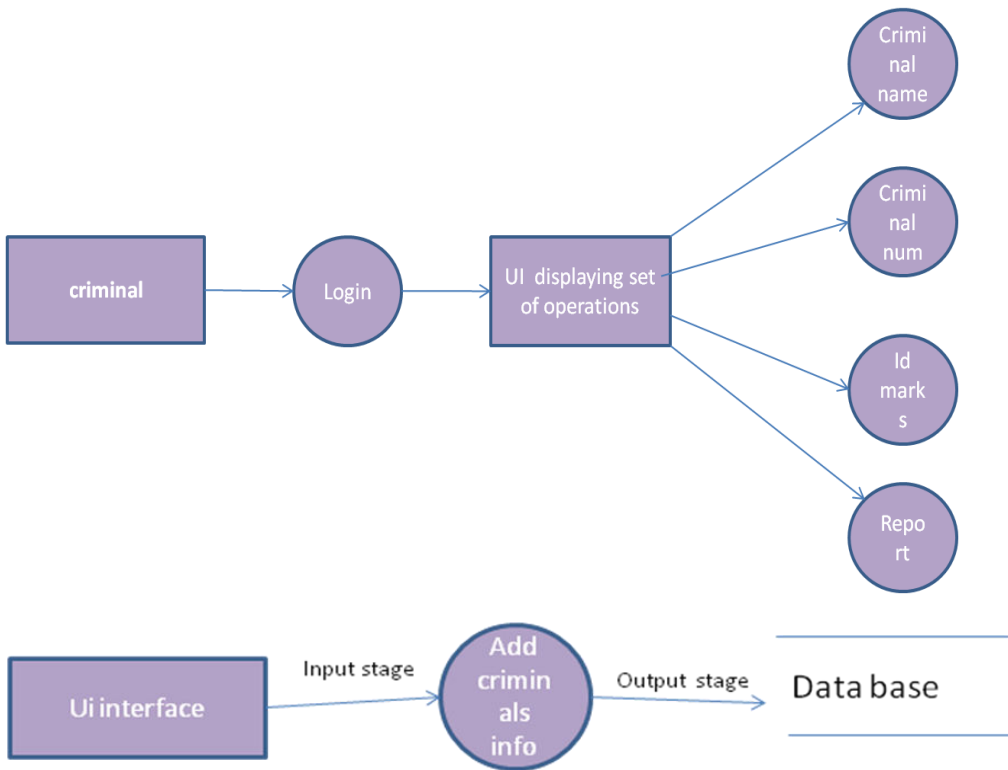 Crimi
nal
name
Crimi
nal
num
criminal
Login
UI displaying set
of operations
Id
mark
s
Repo
rt
Ui interface
Input stage
Add
crimin
als
info
Output stage
Data base